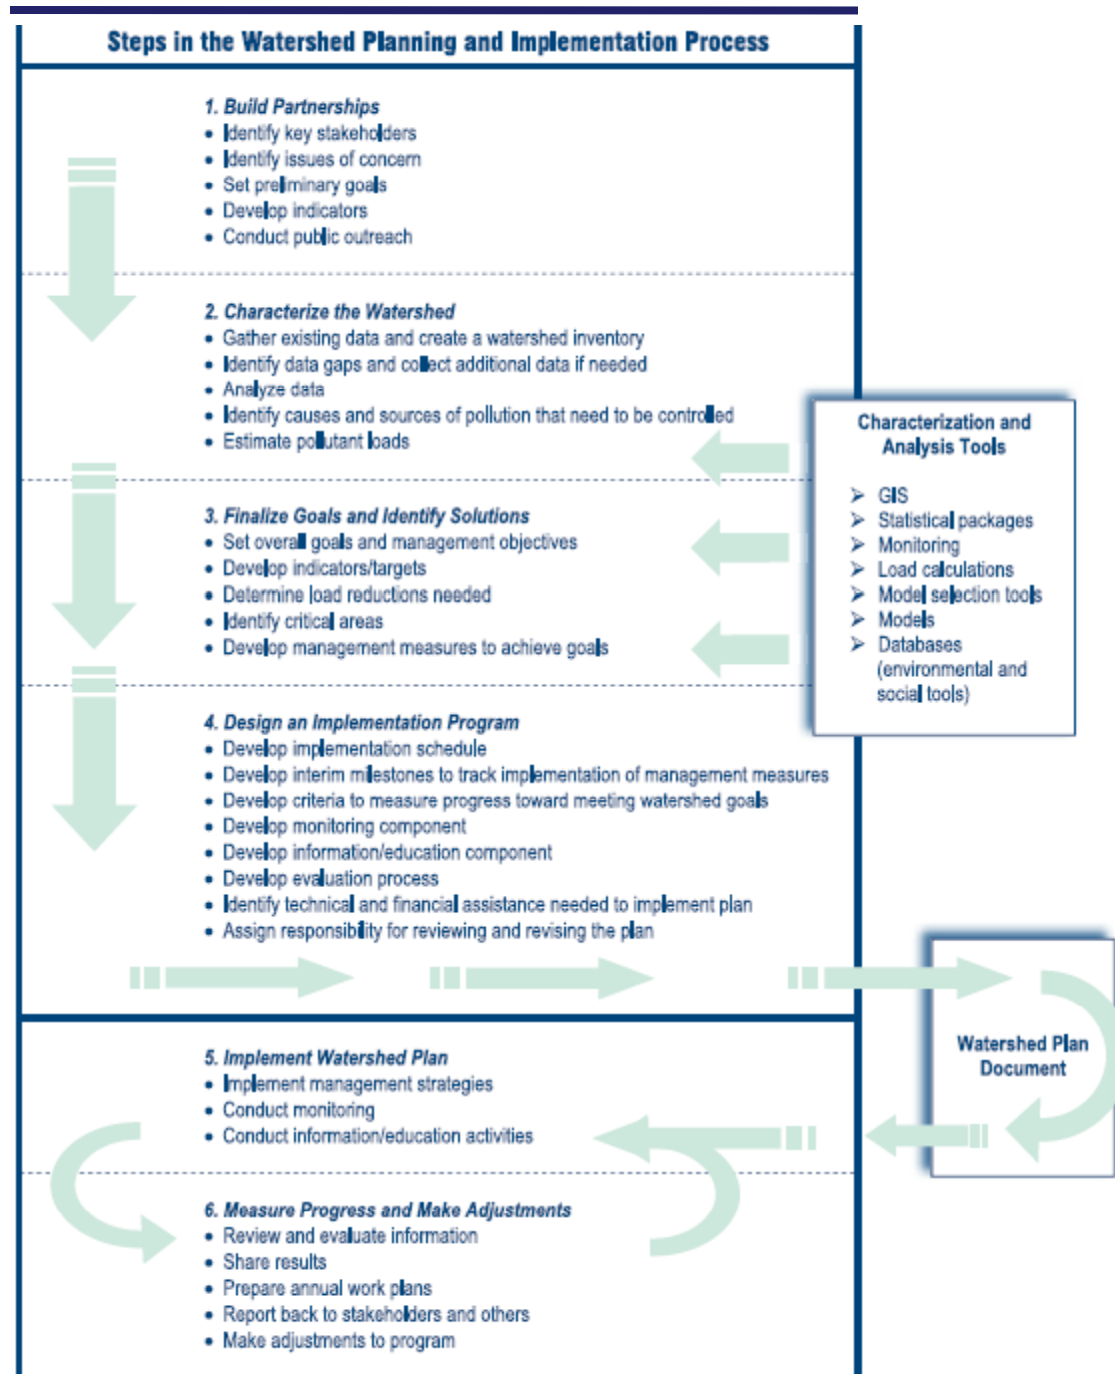 Steps in the Watershed Planning and Implementation Process
1. Build Partnerships
• Identify key stakeholders
• Identify issues of concern
• Set preliminary goals
• Develop indicators
• Conduct public outreach
2. Characterize the Watershed
• Gather existing data and create a watershed inventory
• Identify data gaps and collect additional data if needed
• Analyze data
• Identify causes and sources of pollution that need to be controlled
• Estimate pollutant loads
Characterization and
Analysis Tools
➢ GIS
➢ Statistical packages
➢ Monitoring
➢ Load calculations
➢ Model selection tools
➢ Models
➢ Databases
(environmental and
social tools)
3. Finalize Goals and Identify Solutions
• Set overall goals and management objectives
• Develop indicators/targets
• Determine load reductions needed
• Identify critical areas
• Develop management measures to achieve goals
4. Design an Implementation Program
• Develop implementation schedule
• Develop interim milestones to track implementation of management measures
• Develop criteria to measure progress toward meeting watershed goals
• Develop monitoring component
• Develop information/education component
• Develop evaluation process
• Identify technical and financial assistance needed to implement plan
• Assign responsibility for reviewing and revising the plan
Watershed Plan
Document
5. Implement Watershed Plan
• Implement management strategies
• Conduct monitoring
• Conduct information/education activities
6. Measure Progress and Make Adjustments
• Review and evaluate information
• Share results
• Prepare annual work plans
• Report back to stakeholders and others
• Make adjustments to program